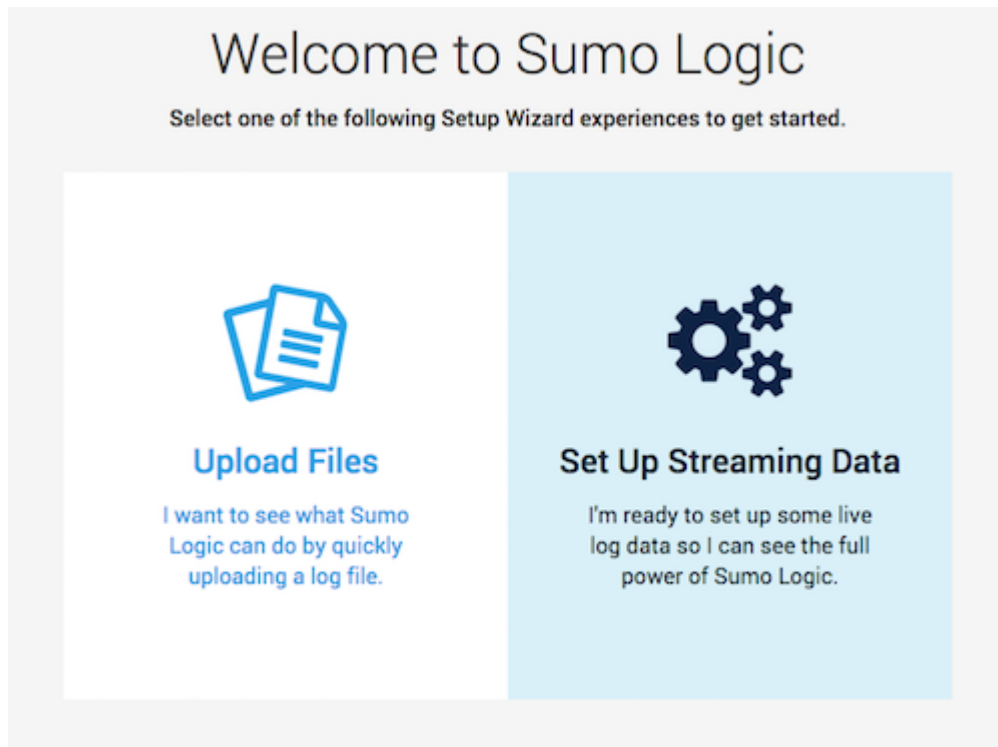 Welcome to Sumo Logic
Select one of the following Setup Wizard experiences to get started.
Upload Files
I want to see what Sumo
Logic can do by quickly
uploading a log file.
Set Up Streaming Data
I'm ready to set up some live
log data so I can see the full
power of Sumo Logic.